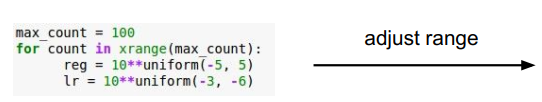 max_count = 100
for count in xrange(max_count):
    reg = 10**uniform(-5, 5)
    lr = 10**uniform(-3, -6)
adjust range